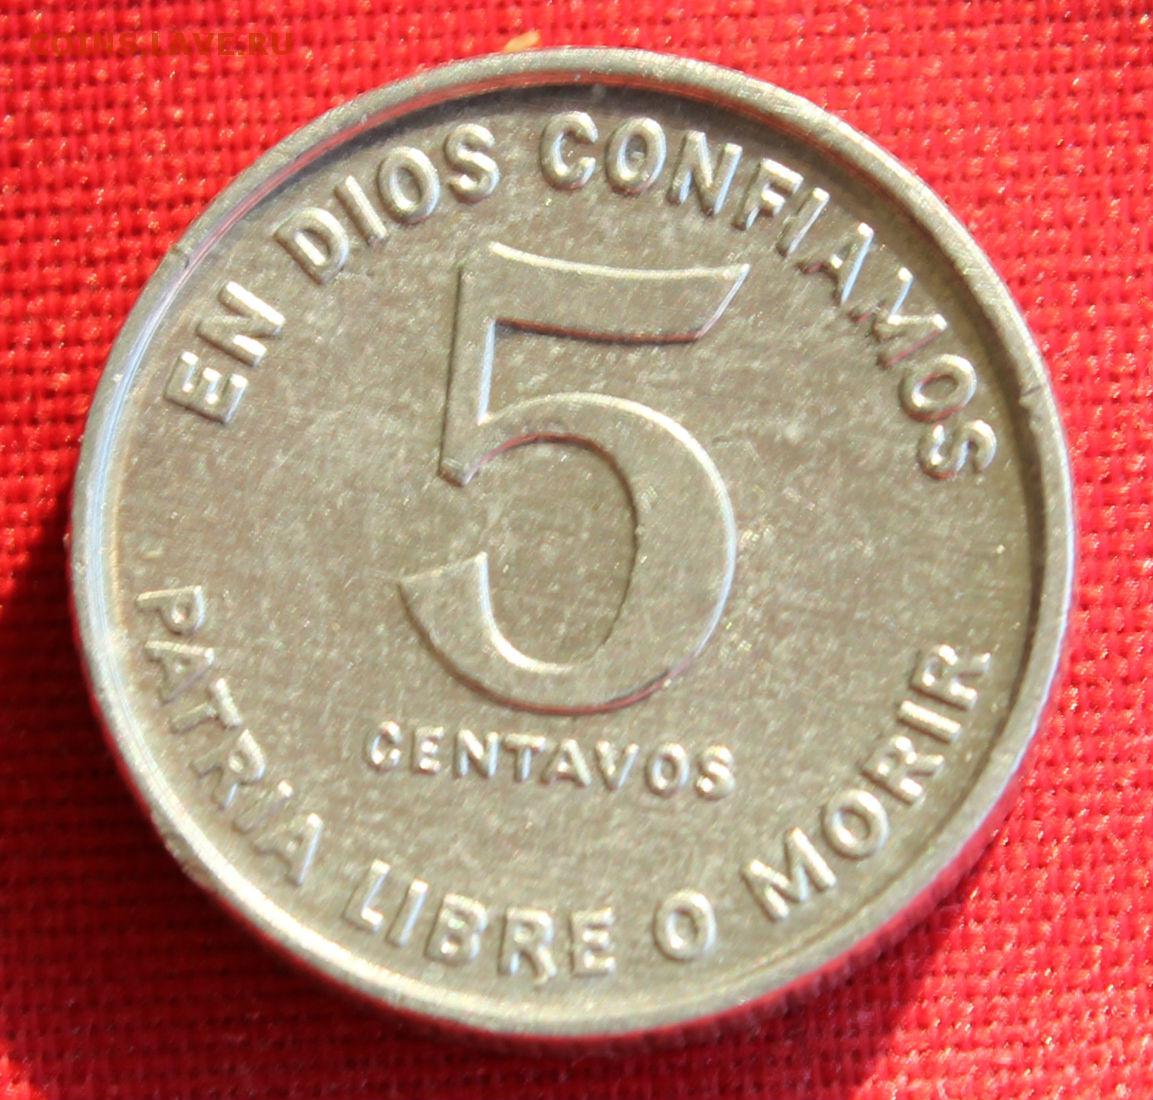 COINS.LAVE.RU
EN DIOS CONFIAMOS
5
CENTAVOS
PATRIA LIBRE O MORIR